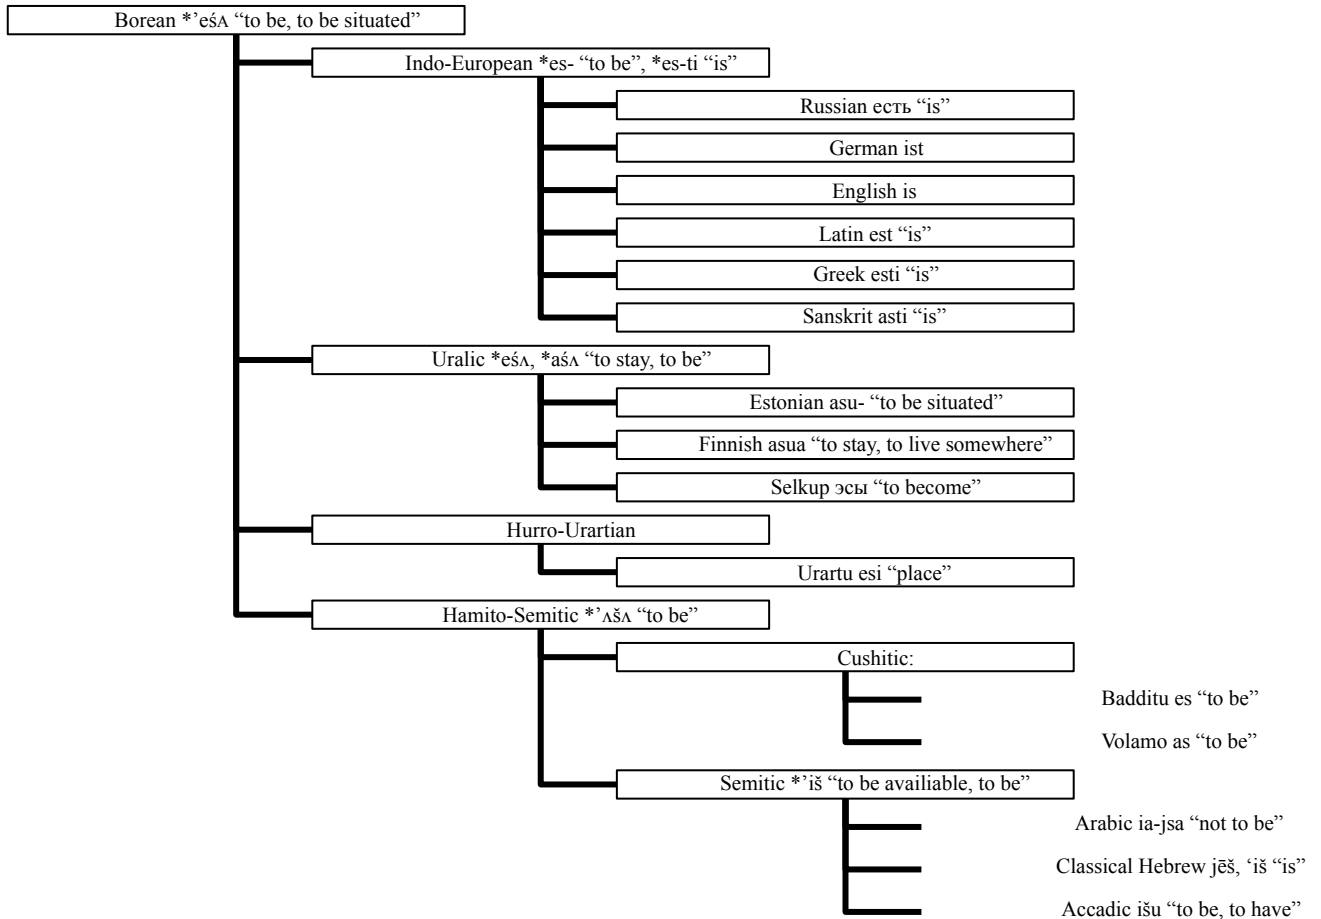 Borean *’eśʌ “to be, to be situated”
Indo-European *es- “to be”, *es-ti “is”
Russian есть “is”
German ist
English is
Latin est “is”
Greek esti “is”
Sanskrit asti “is”
Uralic *eśʌ, *aśʌ “to stay, to be”
Estonian asu- “to be situated”
Finnish asua “to stay, to live somewhere”
Selkup эсы “to become”
Hurro-Urartian
Urartu esi “place”
Hamito-Semitic *’ʌšʌ “to be”
Cushitic:
Badditu es “to be”
Volamo as “to be”
Semitic *’iš “to be availiable, to be”
Arabic ia-jsa “not to be”
Classical Hebrew jēš, ‘iš “is”
Accadic išu “to be, to have”